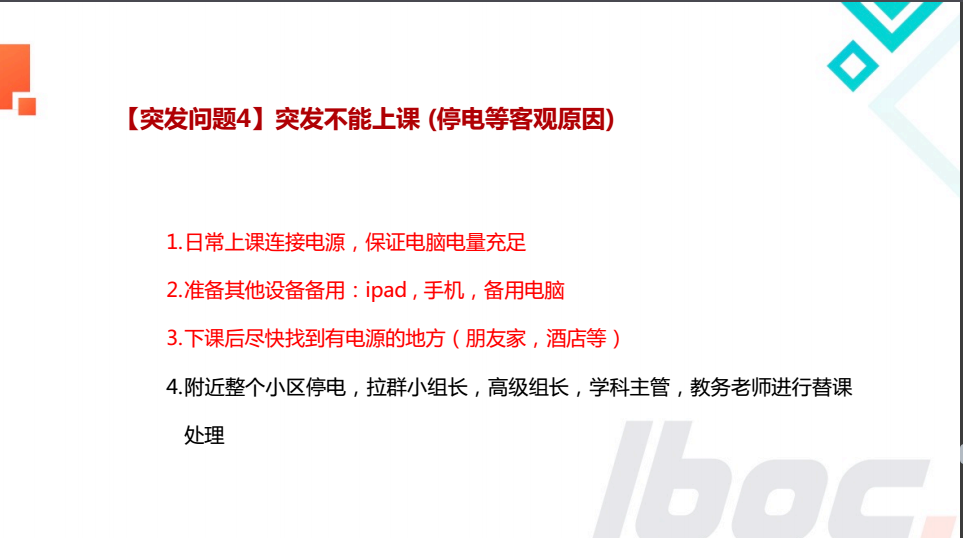 【突发问题4】突发不能上课 (停电等客观原因)
1.日常上课连接电源，保证电脑电量充足
2.准备其他设备备用：ipad , 手机，备用电脑
3.下课后尽快找到有电源的地方（朋友家，酒店等）
4.附近整个小区停电，拉群小组长，高级组长，学科主管，教务老师进行替课
处理
lboc.